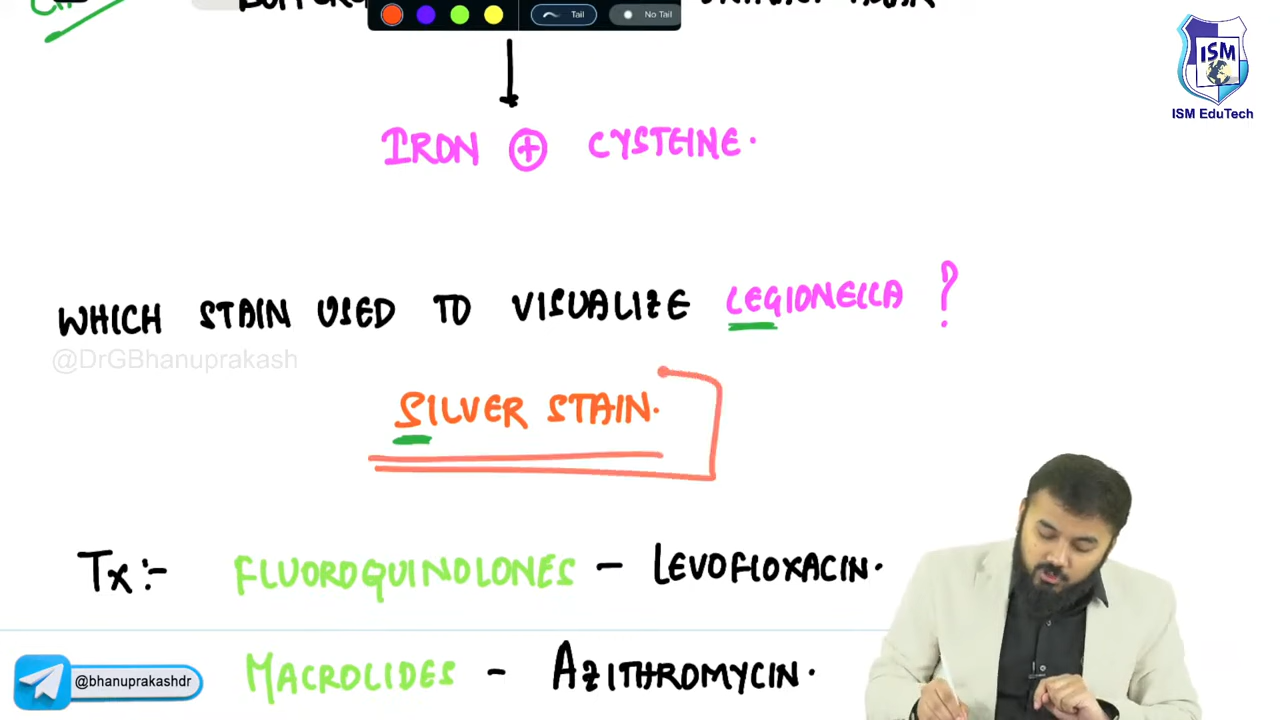 Tail
No Tail
ISM
ISM EduTech
IRON ⊕ CYSTEINE.
WHICH STAIN USED TO VISUALIZE LEGIONELLA ?
@DrGBhanuprakash
SILVER STAIN.
Tx:- FLUOROQUINOLONES – LEVOFLOXACIN.
MACROLIDES – AZITHROMYCIN.
@bhanuprakashdr